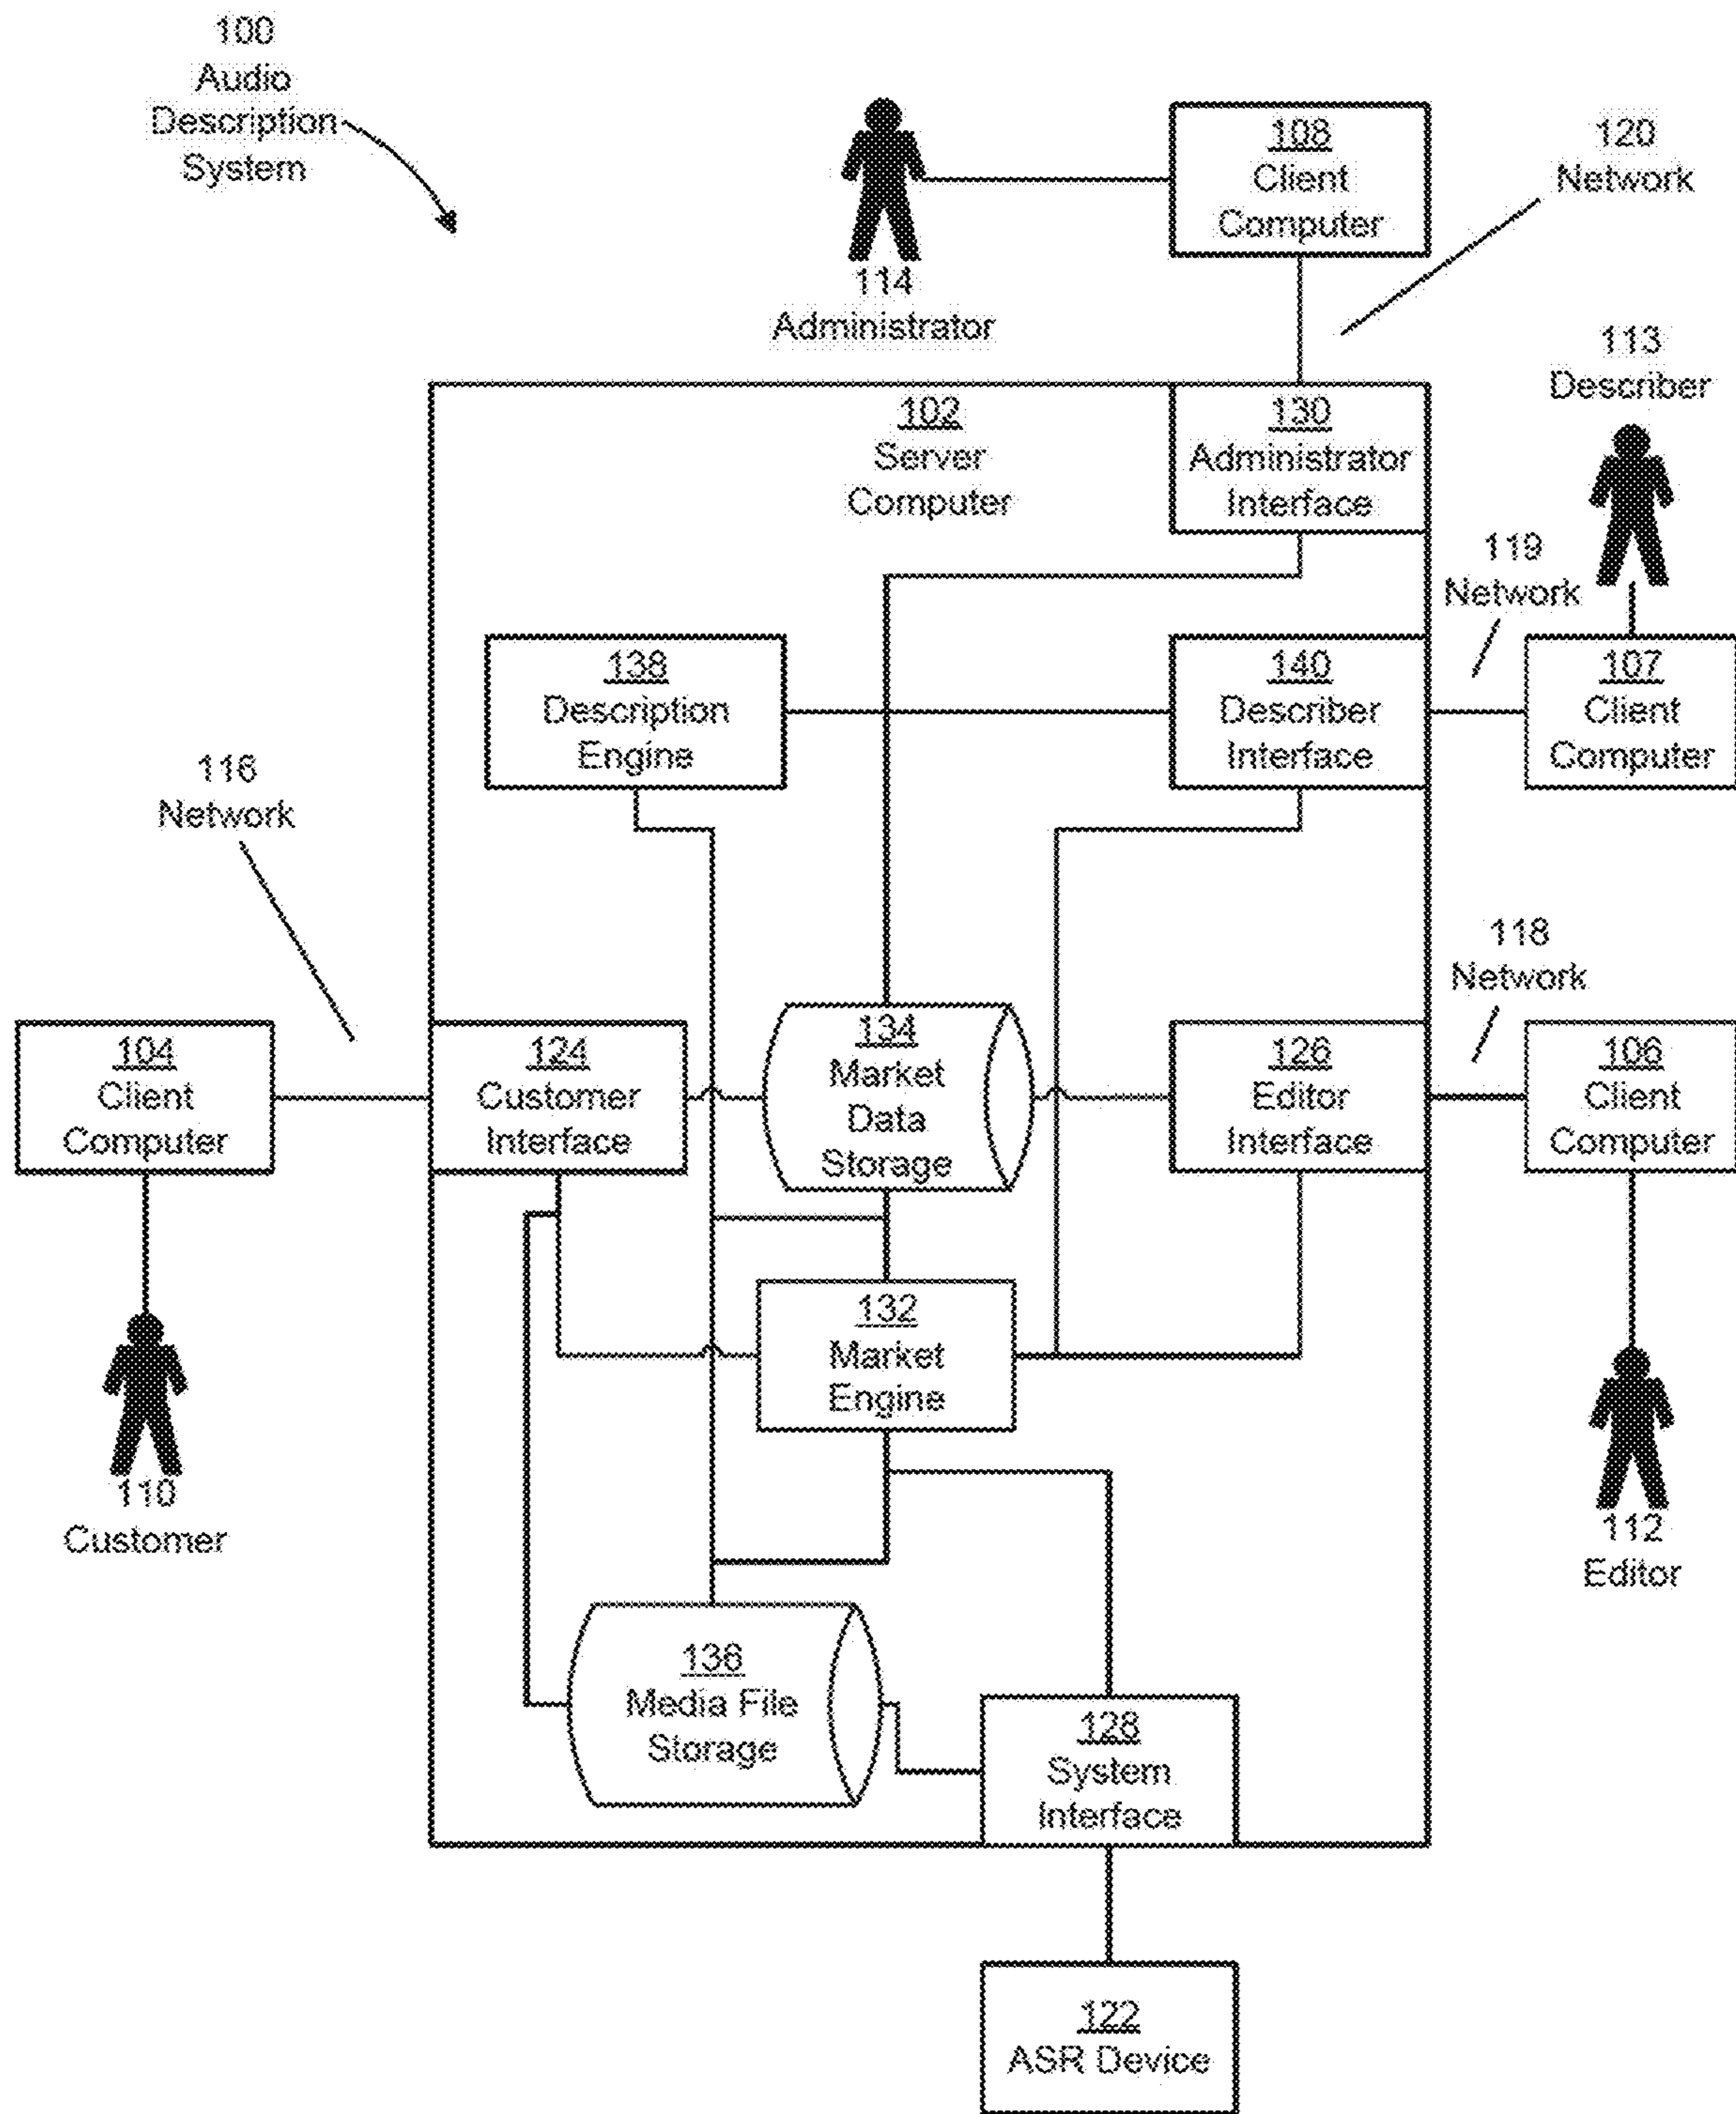 100
Audio
Description
System
108
Client
Computer
120
Network
114
Administrator
113
Describer
102
Server
Computer
130
Administrator
Interface
119
Network
138
Description
Engine
140
Describer
Interface
107
Client
Computer
116
Network
118
Network
104
Client
Computer
124
Customer
Interface
134
Market
Data
Storage
126
Editor
Interface
106
Client
Computer
132
Market
Engine
110
Customer
112
Editor
136
Media File
Storage
128
System
Interface
122
ASR Device